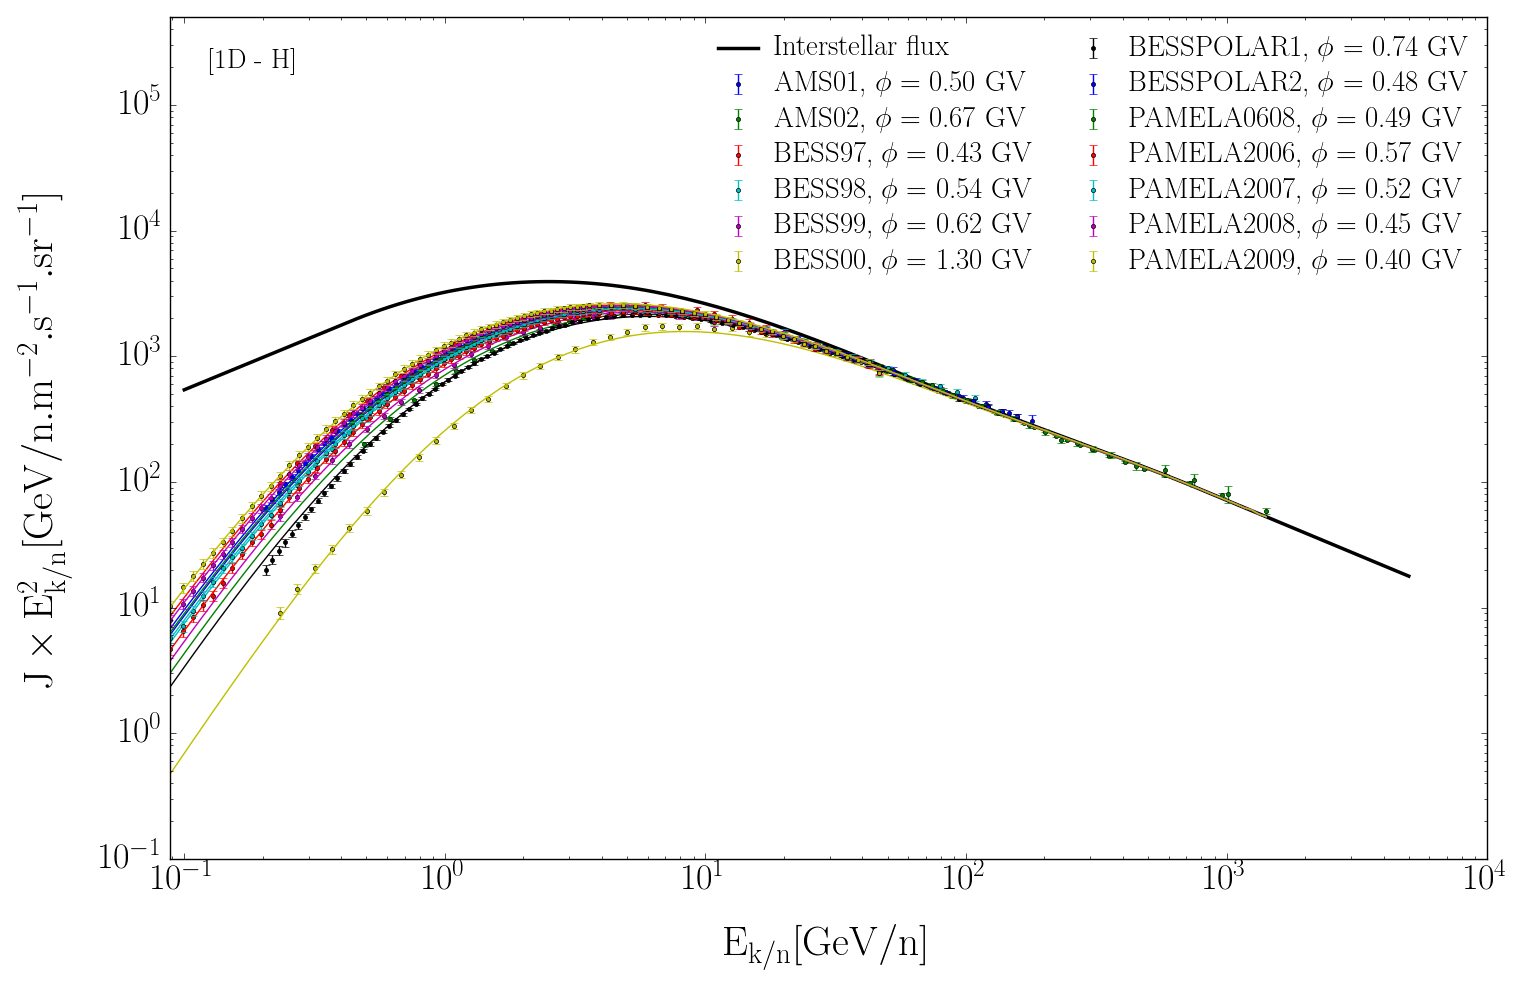 [1D - H]
Interstellar flux
AMS01, ϕ = 0.50 GV
AMS02, ϕ = 0.67 GV
BESS97, ϕ = 0.43 GV
BESS98, ϕ = 0.54 GV
BESS99, ϕ = 0.62 GV
BESS00, ϕ = 1.30 GV
BESSPOLAR1, ϕ = 0.74 GV
BESSPOLAR2, ϕ = 0.48 GV
PAMELA0608, ϕ = 0.49 GV
PAMELA2006, ϕ = 0.57 GV
PAMELA2007, ϕ = 0.52 GV
PAMELA2008, ϕ = 0.45 GV
PAMELA2009, ϕ = 0.40 GV
J × E²ₖ/ₙ[GeV/n.m⁻².s⁻¹.sr⁻¹]
10⁵
10⁴
10³
10²
10¹
10⁰
10⁻¹
10⁻¹ 10⁰ 10¹ 10² 10³ 10⁴
Eₖ/ₙ[GeV/n]